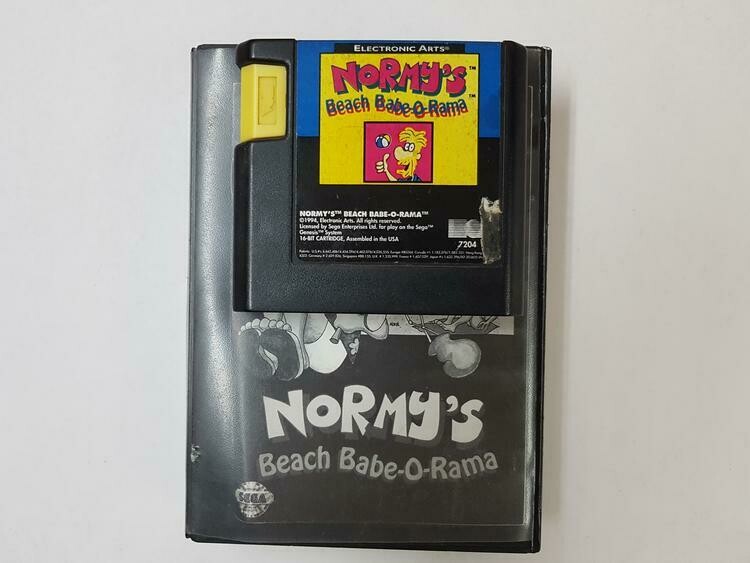 ELECTRONIC ARTS®
NORMY'S™
Beach Babe-O-Rama™
NORMY'S™ BEACH BABE-O-RAMA™
©1994, Electronic Arts. All rights reserved.
Licensed by Sega Enterprises Ltd. for play on the Sega™
Genesis™ System
16-BIT CARTRIDGE, Assembled in the USA
7204
NORMY'S
Beach Babe-O-Rama
SEGA